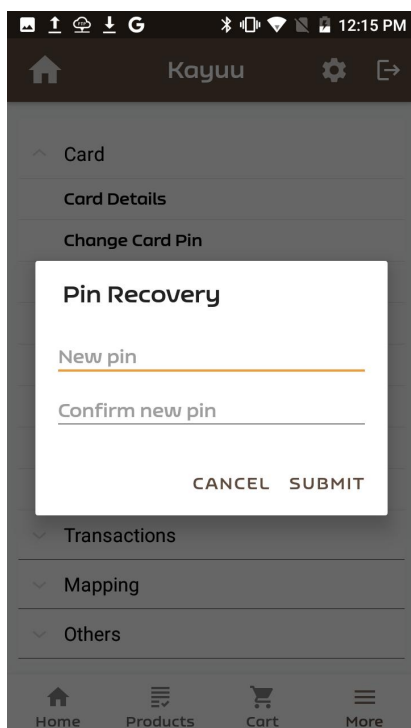 G 12:15 PM
Kayuu
Card
Card Details
Change Card Pin
Pin Recovery
New pin
Confirm new pin
CANCEL SUBMIT
Transactions
Mapping
Others
Home Products Cart More